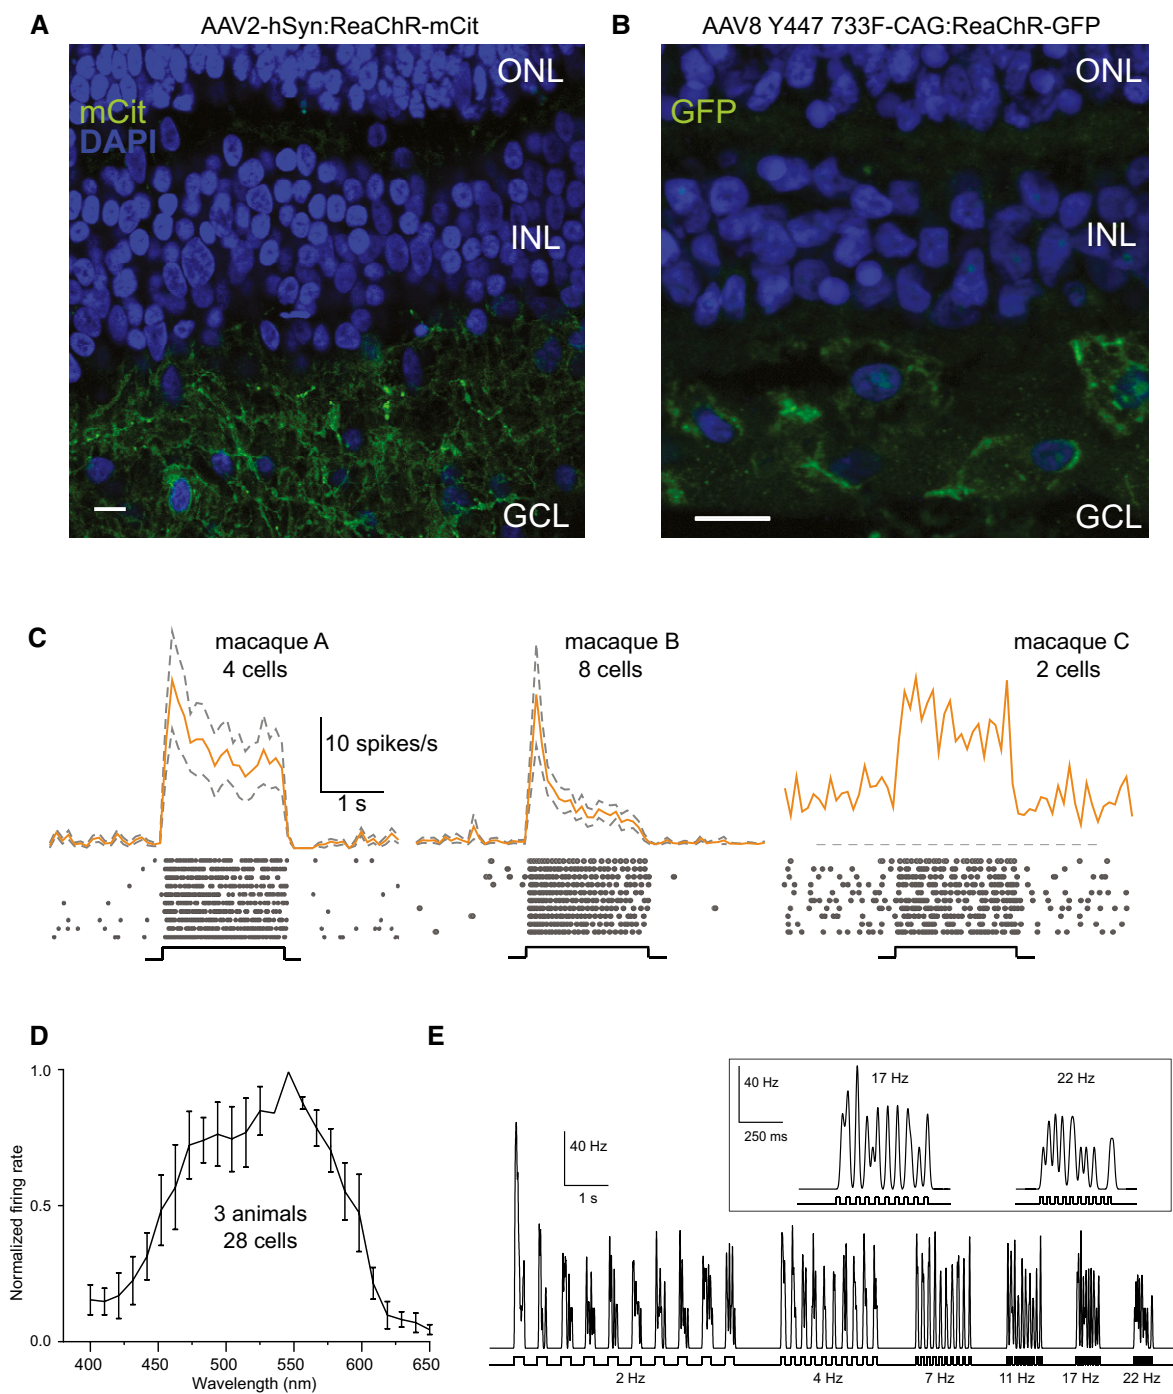 A
AAV2-hSyn:ReaChR-mCit
ONL
mCit
DAPI
INL
GCL
B
AAV8 Y447 733F-CAG:ReaChR-GFP
ONL
GFP
INL
GCL
C
macaque A
4 cells
10 spikes/s
1 s
macaque B
8 cells
macaque C
2 cells
D
Normalized firing rate
1.0
0.5
0.0
3 animals
28 cells
400
450
500
550
600
650
Wavelength (nm)
E
40 Hz
1 s
40 Hz
250 ms
17 Hz
22 Hz
2 Hz
4 Hz
7 Hz
11 Hz
17 Hz
22 Hz